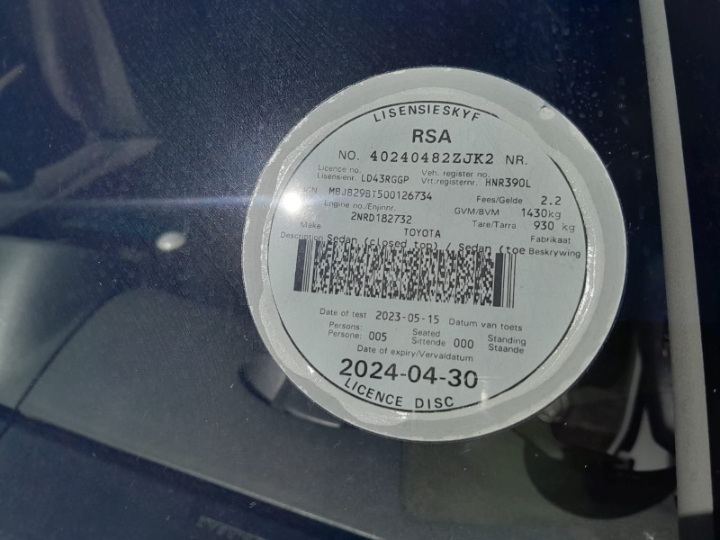 LISENSIESKYF
RSA
NO. 40240482ZJK2 NR.
Licence no. Veh. register no.
Lisensienr. LD43RGGP Vrt.registernr. HNR390L
Fees/Gelde 2.2
Engine no./Enjinnr. GVM/BVM 1430kg
2NRD182732 Tare/Tarra 930 kg
Make TOYOTA Fabrikaat
Description Sedan (closed top) / Sedan (toe Beskrywing
Date of test 2023-05-15 Datum van toets
Persons: Seated Standing
Persone: 005 Sittende 000 Staande
Date of expiry/Vervaldatum
2024-04-30
LICENCE DISC